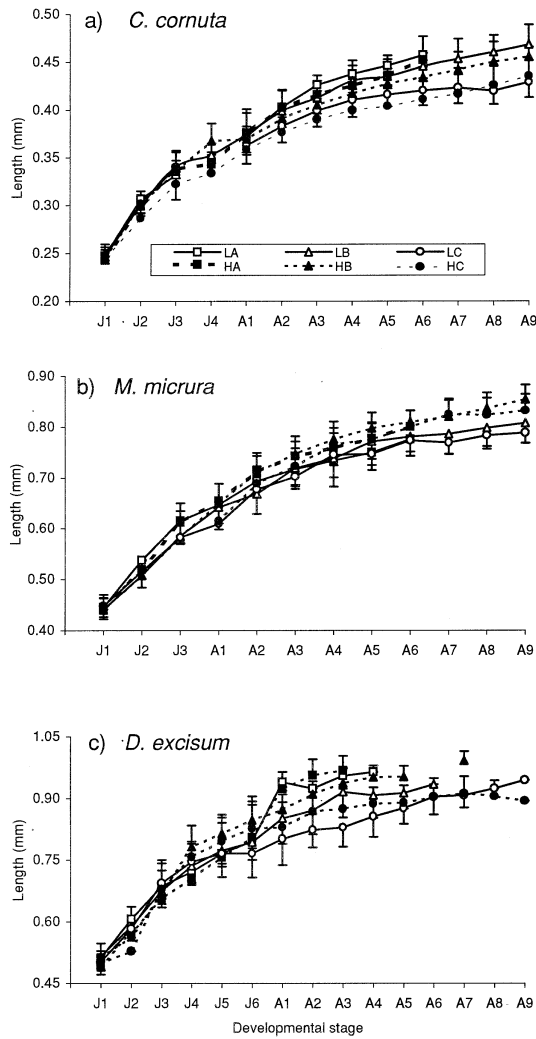 a) C. cornuta
0.50
0.45
0.40
0.35
0.30
0.25
0.20
Length (mm)
LA LB LC
HA HB HC
J1 J2 J3 J4 A1 A2 A3 A4 A5 A6 A7 A8 A9
b) M. micrura
0.90
0.80
0.70
0.60
0.50
0.40
Length (mm)
J1 J2 J3 A1 A2 A3 A4 A5 A6 A7 A8 A9
c) D. excisum
1.05
0.90
0.75
0.60
0.45
Length (mm)
J1 J2 J3 J4 J5 J6 A1 A2 A3 A4 A5 A6 A7 A8 A9
Developmental stage